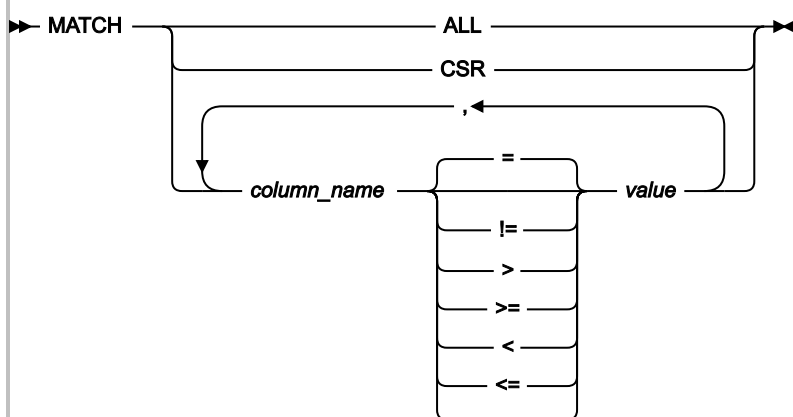 MATCH ALL
CSR
,
=
column_name value
!=
>
>=
<
<=